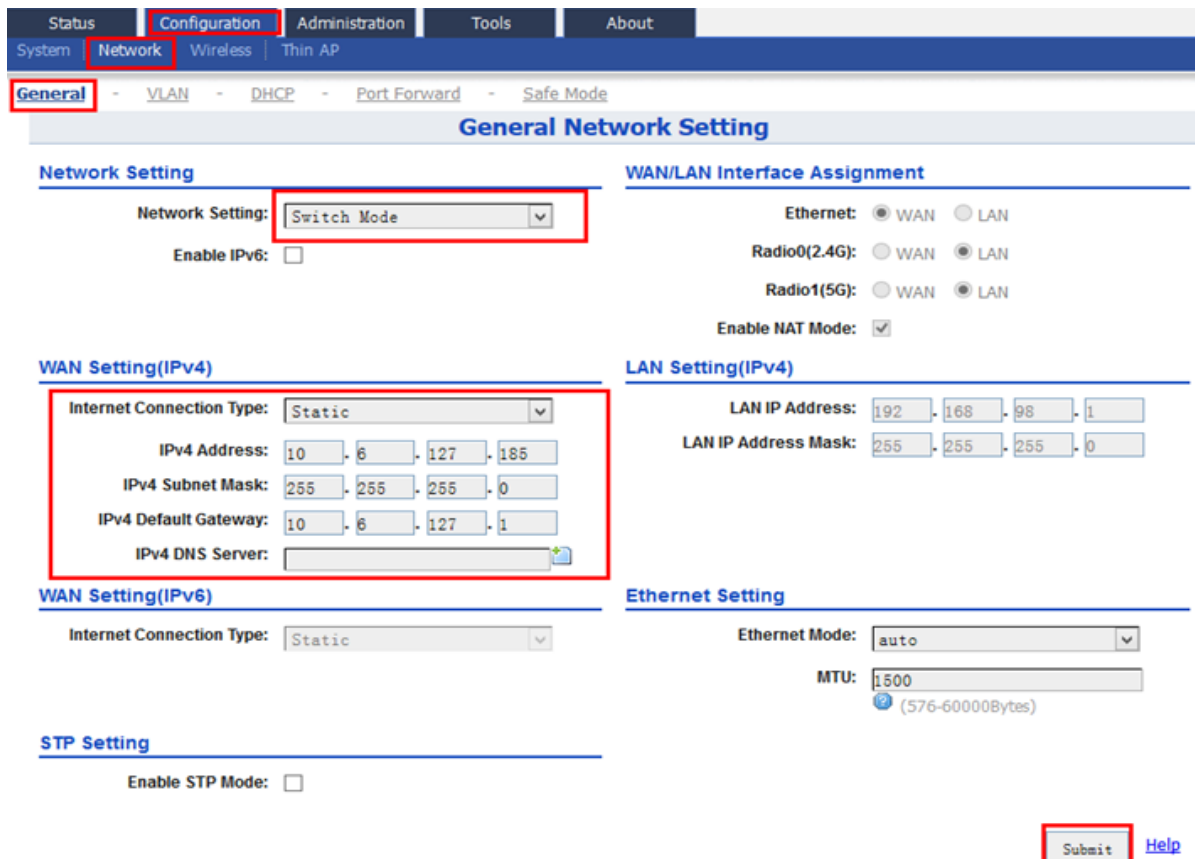 Status Configuration Administration Tools About
System Network Wireless Thin AP
General - VLAN - DHCP - Port Forward - Safe Mode
General Network Setting
Network Setting
Network Setting: Switch Mode
Enable IPv6:
WAN/LAN Interface Assignment
Ethernet: WAN LAN
Radio0(2.4G): WAN LAN
Radio1(5G): WAN LAN
Enable NAT Mode:
WAN Setting(IPv4)
Internet Connection Type: Static
IPv4 Address: 10 . 6 . 127 . 185
IPv4 Subnet Mask: 255 . 255 . 255 . 0
IPv4 Default Gateway: 10 . 6 . 127 . 1
IPv4 DNS Server:
LAN Setting(IPv4)
LAN IP Address: 192 . 168 . 98 . 1
LAN IP Address Mask: 255 . 255 . 255 . 0
WAN Setting(IPv6)
Internet Connection Type: Static
Ethernet Setting
Ethernet Mode: auto
MTU: 1500
(576-60000Bytes)
STP Setting
Enable STP Mode:
Submit Help